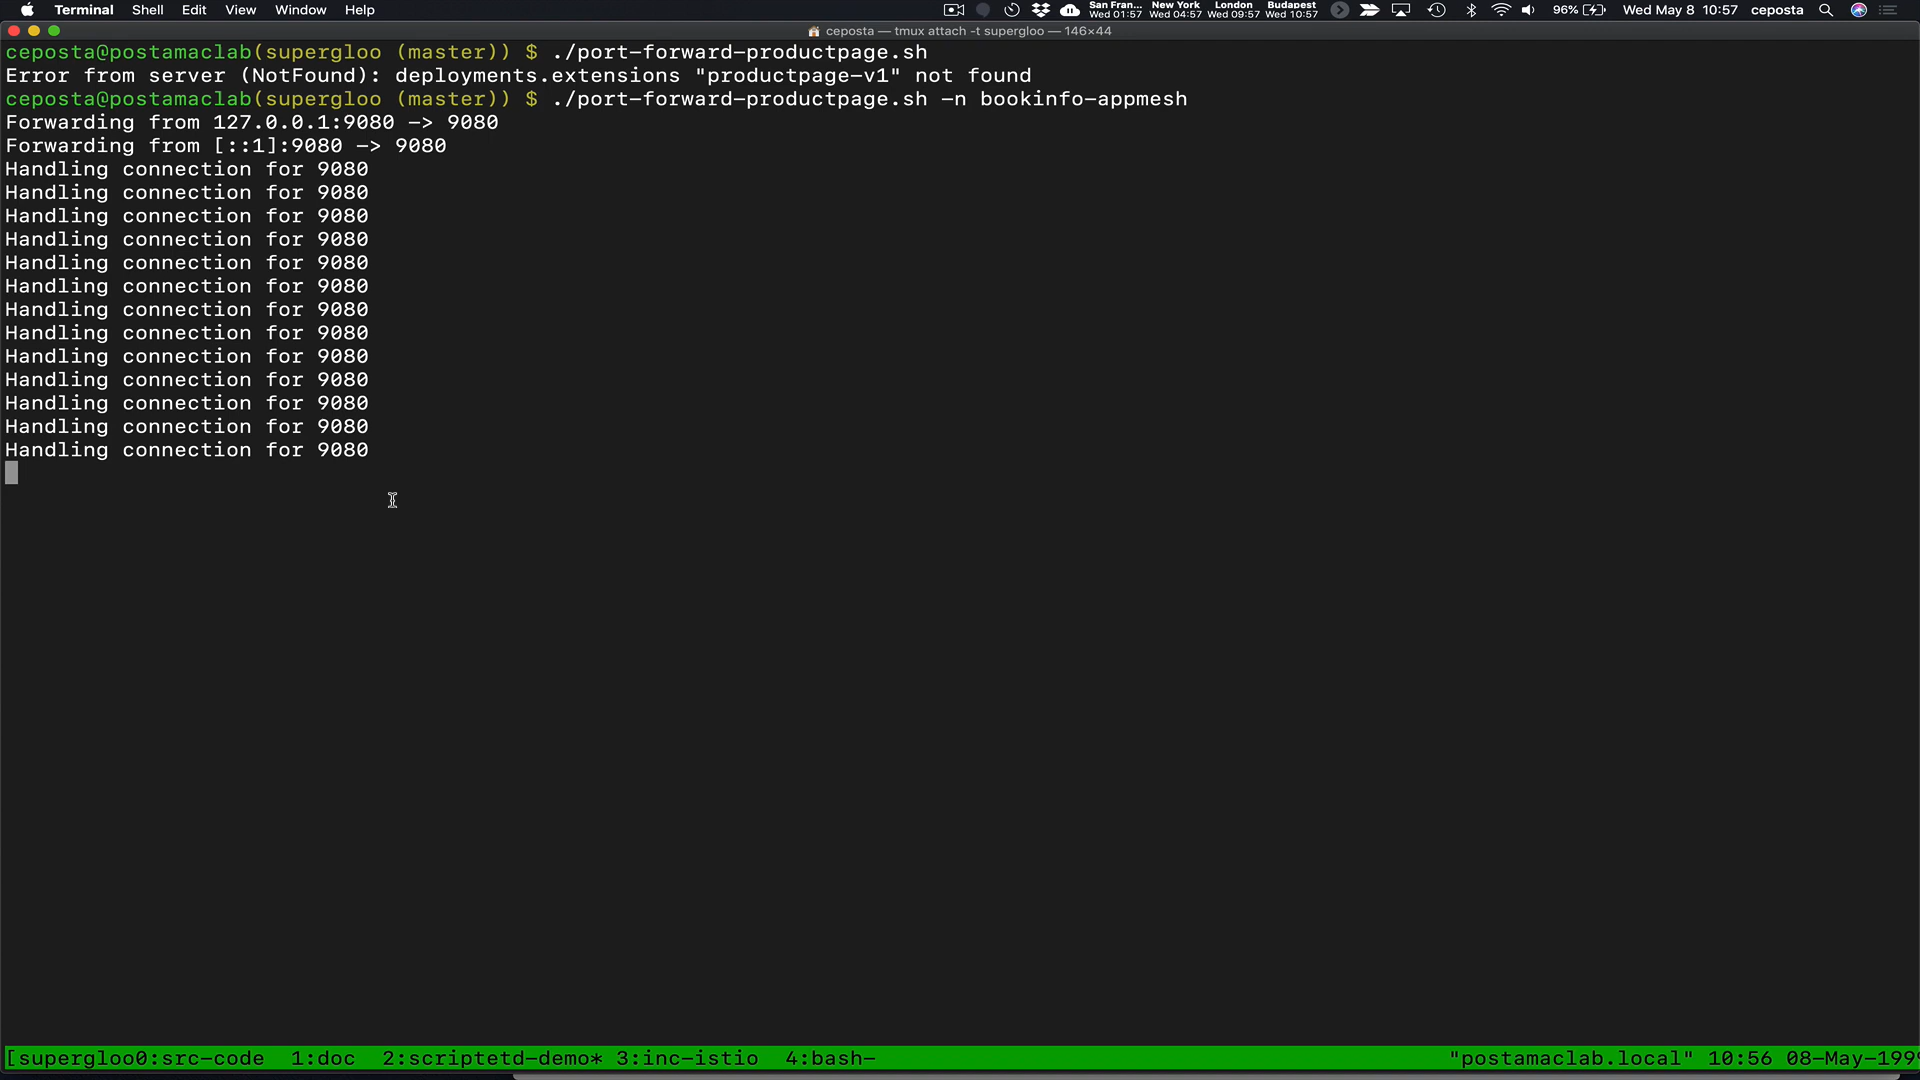 Terminal Shell Edit View Window Help
San Fran... New York London Budapest
Wed 01:57 Wed 04:57 Wed 09:57 Wed 10:57
96% Wed May 8 10:57 ceposta
ceposta — tmux attach -t supergloo — 146×44
ceposta@postamaclab(supergloo (master)) $ ./port-forward-productpage.sh
Error from server (NotFound): deployments.extensions "productpage-v1" not found
ceposta@postamaclab(supergloo (master)) $ ./port-forward-productpage.sh -n bookinfo-appmesh
Forwarding from 127.0.0.1:9080 -> 9080
Forwarding from [::1]:9080 -> 9080
Handling connection for 9080
Handling connection for 9080
Handling connection for 9080
Handling connection for 9080
Handling connection for 9080
Handling connection for 9080
Handling connection for 9080
Handling connection for 9080
Handling connection for 9080
Handling connection for 9080
Handling connection for 9080
Handling connection for 9080
Handling connection for 9080
[supergloo0:src-code 1:doc 2:scriptetd-demo* 3:inc-istio 4:bash- "postamaclab.local" 10:56 08-May-199